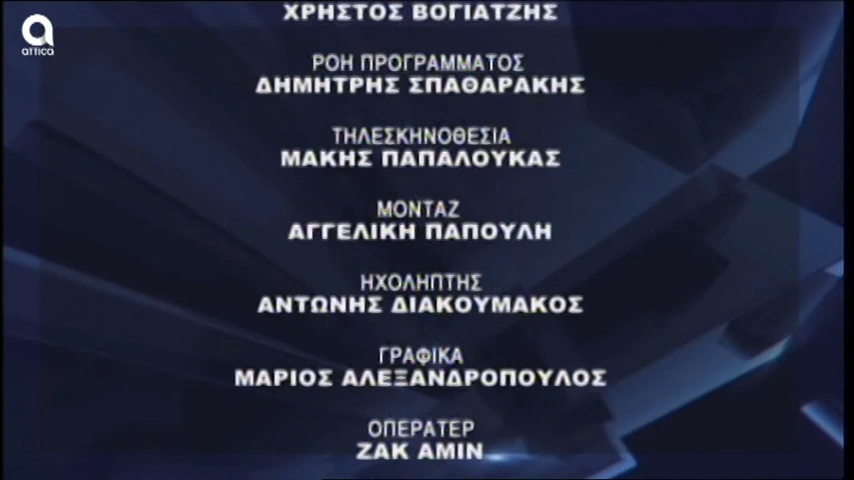 attica
ΧΡΗΣΤΟΣ ΒΟΓΙΑΤΖΗΣ
ΡΟΗ ΠΡΟΓΡΑΜΜΑΤΟΣ
ΔΗΜΗΤΡΗΣ ΣΠΑΘΑΡΑΚΗΣ
ΤΗΛΕΣΚΗΝΟΘΕΣΙΑ
ΜΑΚΗΣ ΠΑΠΑΛΟΥΚΑΣ
ΜΟΝΤΑΖ
ΑΓΓΕΛΙΚΗ ΠΑΠΟΥΛΗ
ΗΧΟΛΗΠΤΗΣ
ΑΝΤΩΝΗΣ ΔΙΑΚΟΥΜΑΚΟΣ
ΓΡΑΦΙΚΑ
ΜΑΡΙΟΣ ΑΛΕΞΑΝΔΡΟΠΟΥΛΟΣ
ΟΠΕΡΑΤΕΡ
ΖΑΚ ΑΜΙΝ